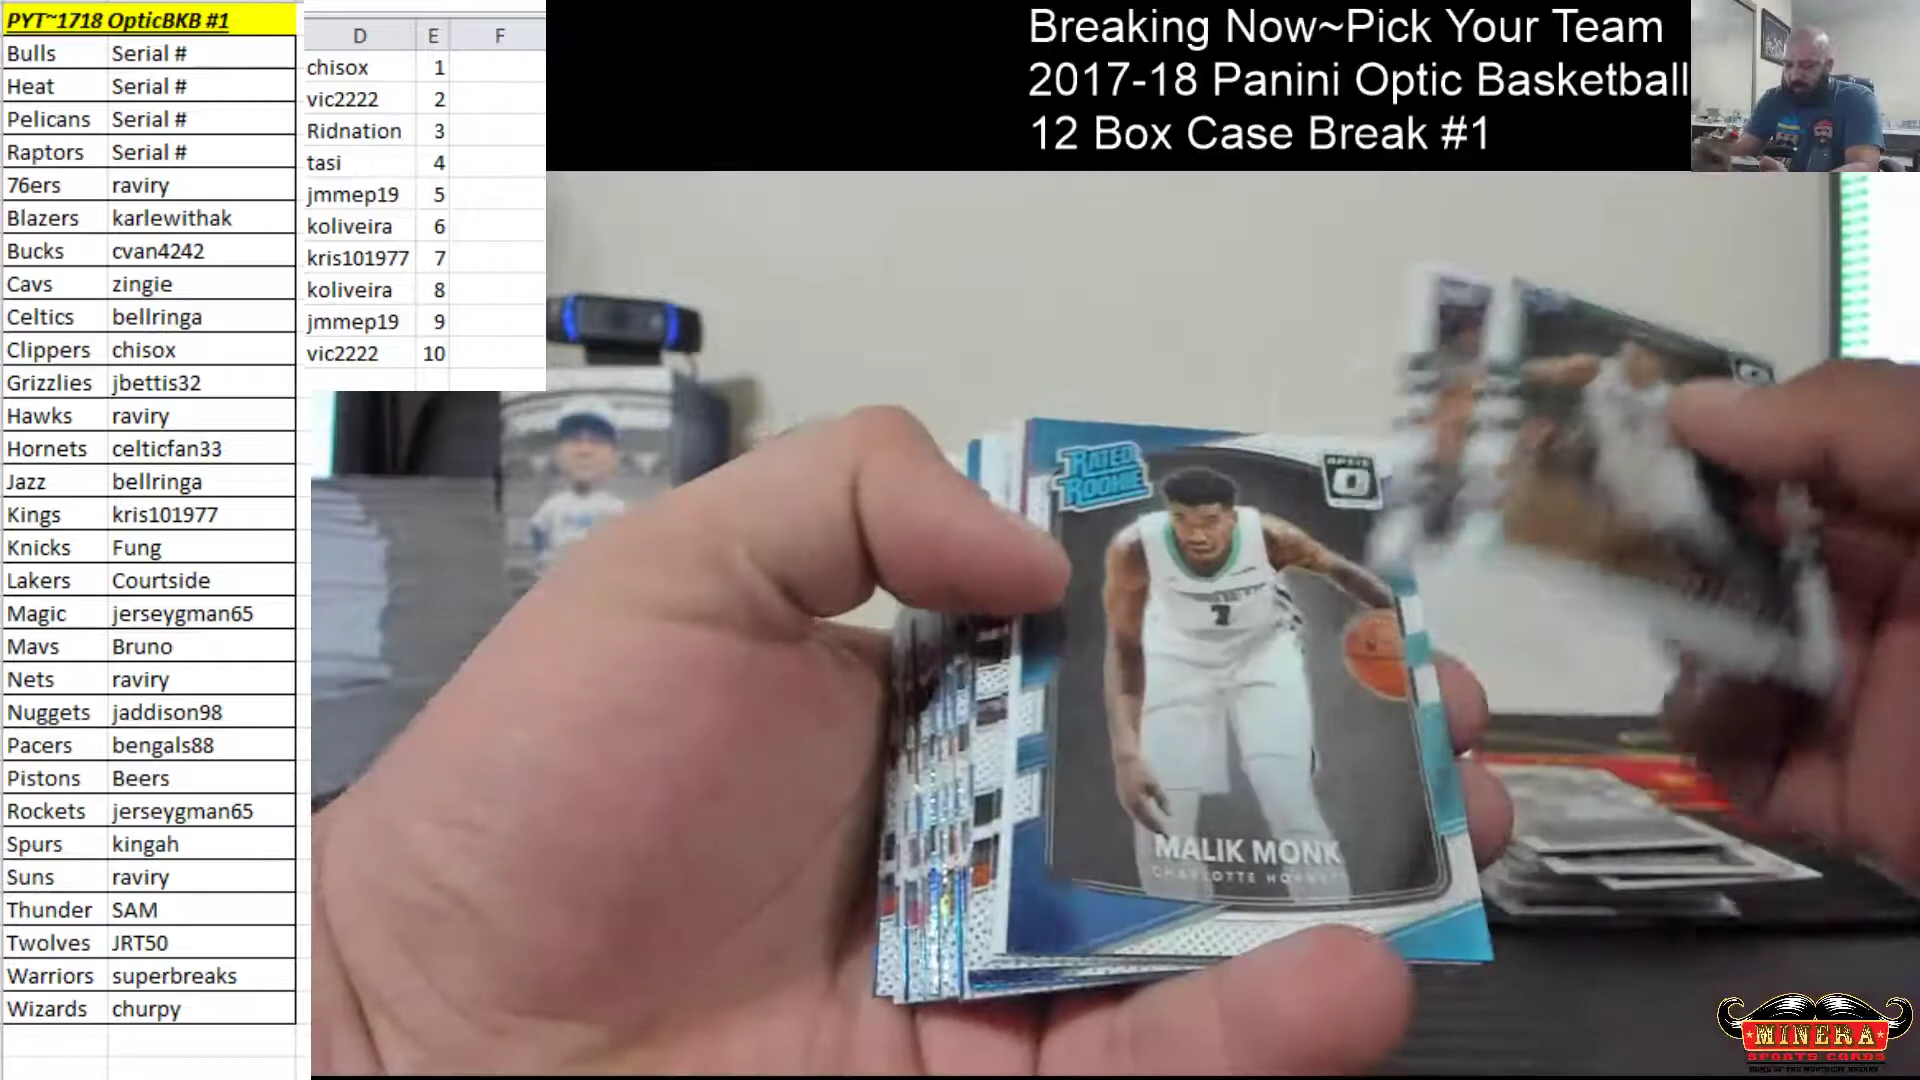 PYT~1718 OpticBKB #1
Bulls Serial #
Heat Serial #
Pelicans Serial #
Raptors Serial #
76ers raviry
Blazers karlewithak
Bucks cvan4242
Cavs zingie
Celtics bellringa
Clippers chisox
Grizzlies jbettis32
Hawks raviry
Hornets celticfan33
Jazz bellringa
Kings kris101977
Knicks Fung
Lakers Courtside
Magic jerseygman65
Mavs Bruno
Nets raviry
Nuggets jaddison98
Pacers bengals88
Pistons Beers
Rockets jerseygman65
Spurs kingah
Suns raviry
Thunder SAM
Twolves JRT50
Warriors superbreaks
Wizards churpy
D E F
chisox 1
vic2222 2
Ridnation 3
tasi 4
jmmep19 5
koliveira 6
kris101977 7
koliveira 8
jmmep19 9
vic2222 10
Breaking Now~Pick Your Team
2017-18 Panini Optic Basketball
12 Box Case Break #1
RATED
ROOKIE
OPTIC
MALIK MONK
CHARLOTTE HORNETS
MINERA
SPORTS CARDS